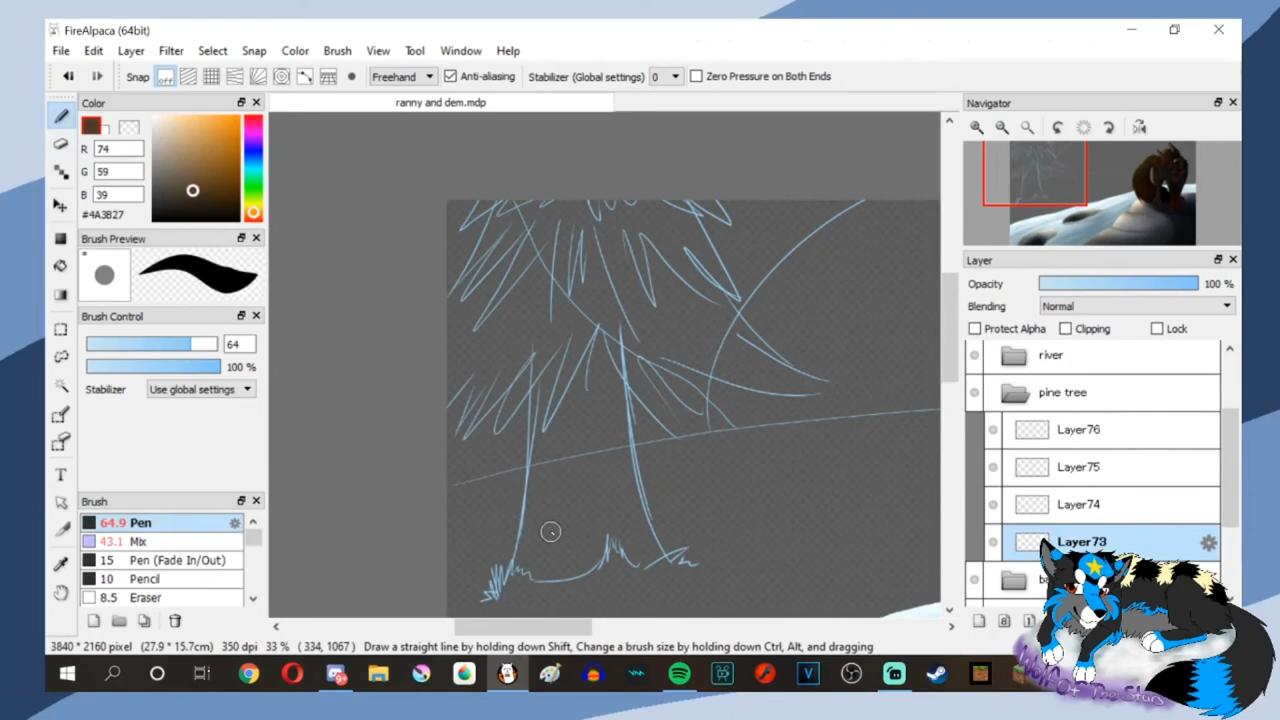 FireAlpaca (64bit)
File Edit Layer Filter Select Snap Color Brush View Tool Window Help
Snap off Freehand Anti-aliasing Stabilizer (Global settings) 0 Zero Pressure on Both Ends
Color
ranny and dem.mdp
Navigator
R 74
G 59
B 39
#4A3B27
Brush Preview
Layer
Opacity 100 %
Blending Normal
Brush Control
Protect Alpha Clipping Lock
64
100 %
river
Stabilizer Use global settings
pine tree
Layer76
Layer75
T
Brush
Layer74
64.9 Pen
43.1 Mix
Layer73
15 Pen (Fade In/Out)
10 Pencil
8.5 Eraser
3840 * 2160 pixel (27.9 * 15.7cm) 350 dpi 33 % ( 334, 1067 ) Draw a straight line by holding down Shift, Change a brush size by holding down Ctrl, Alt, and dragging
Of The Stars